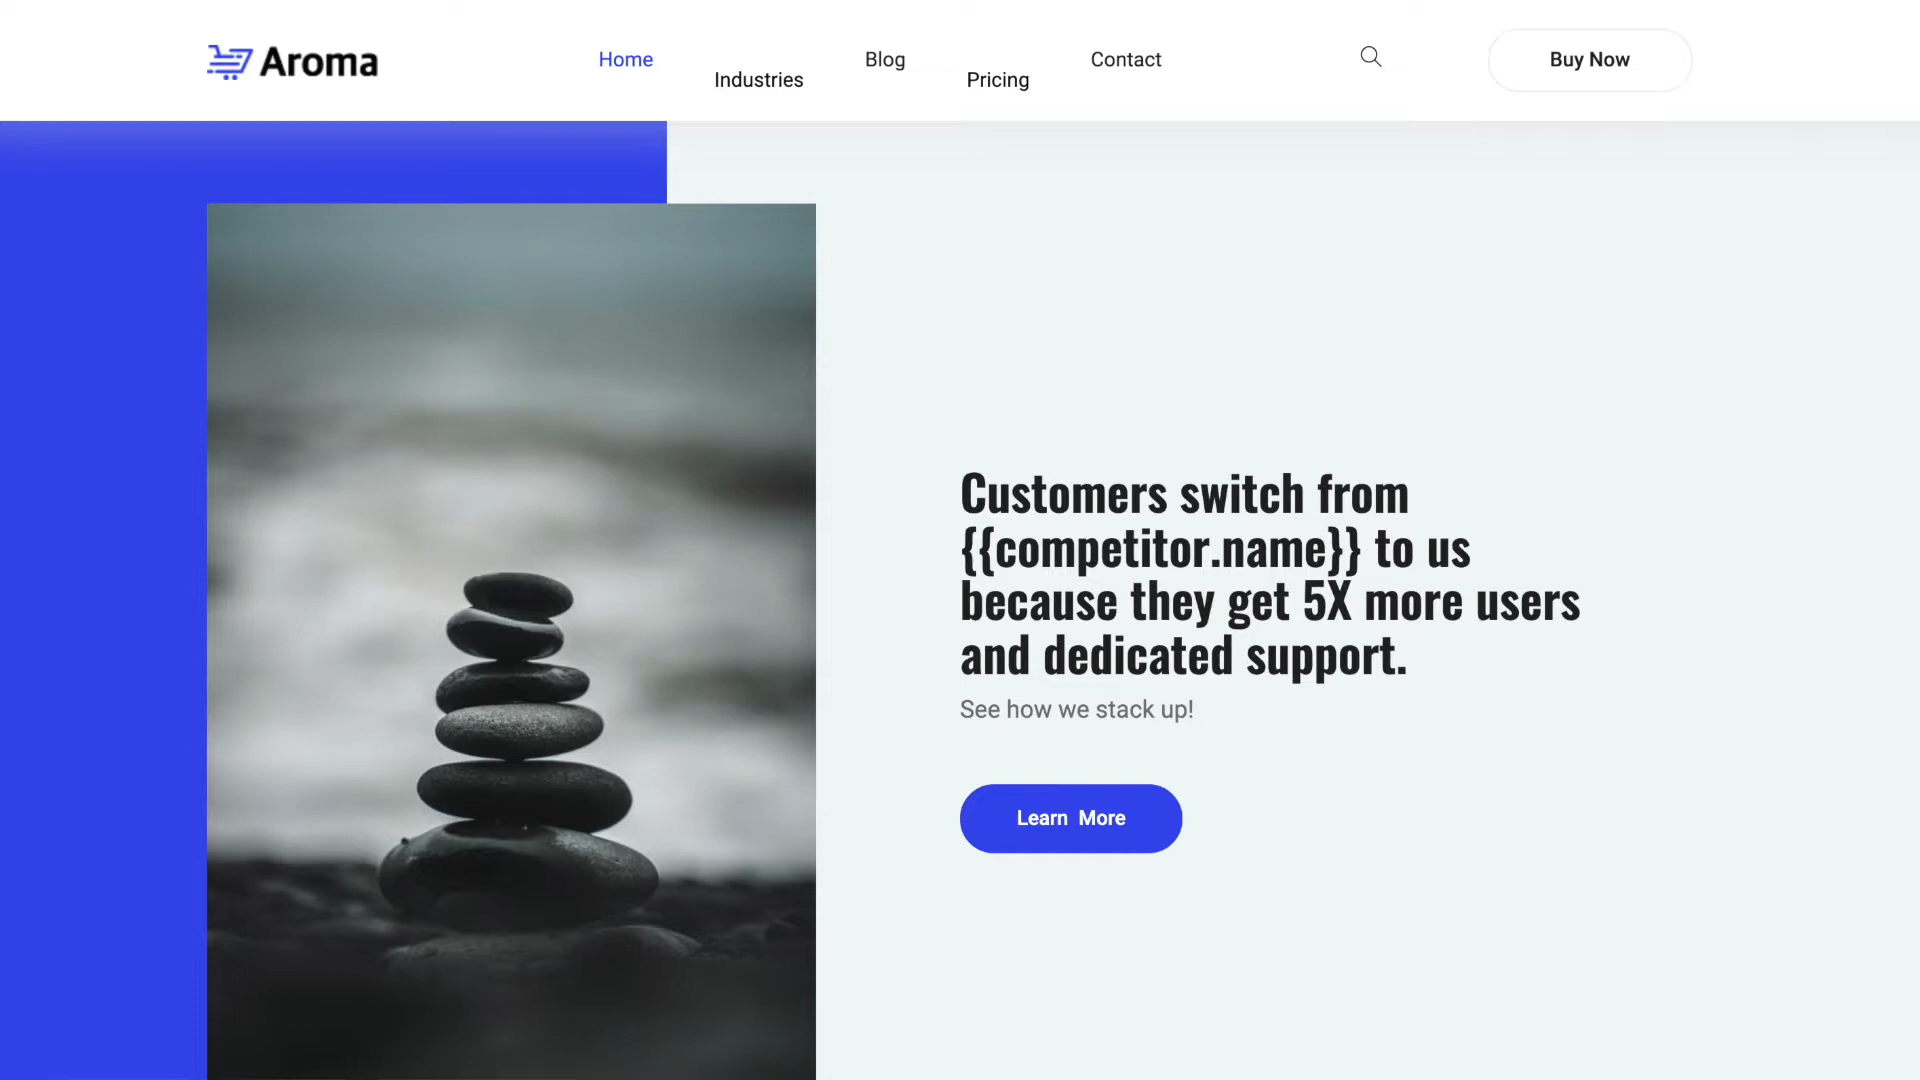 Aroma
Home
Industries
Blog
Pricing
Contact
Buy Now
Customers switch from
{{competitor.name}} to us
because they get 5X more users
and dedicated support.
See how we stack up!
Learn More